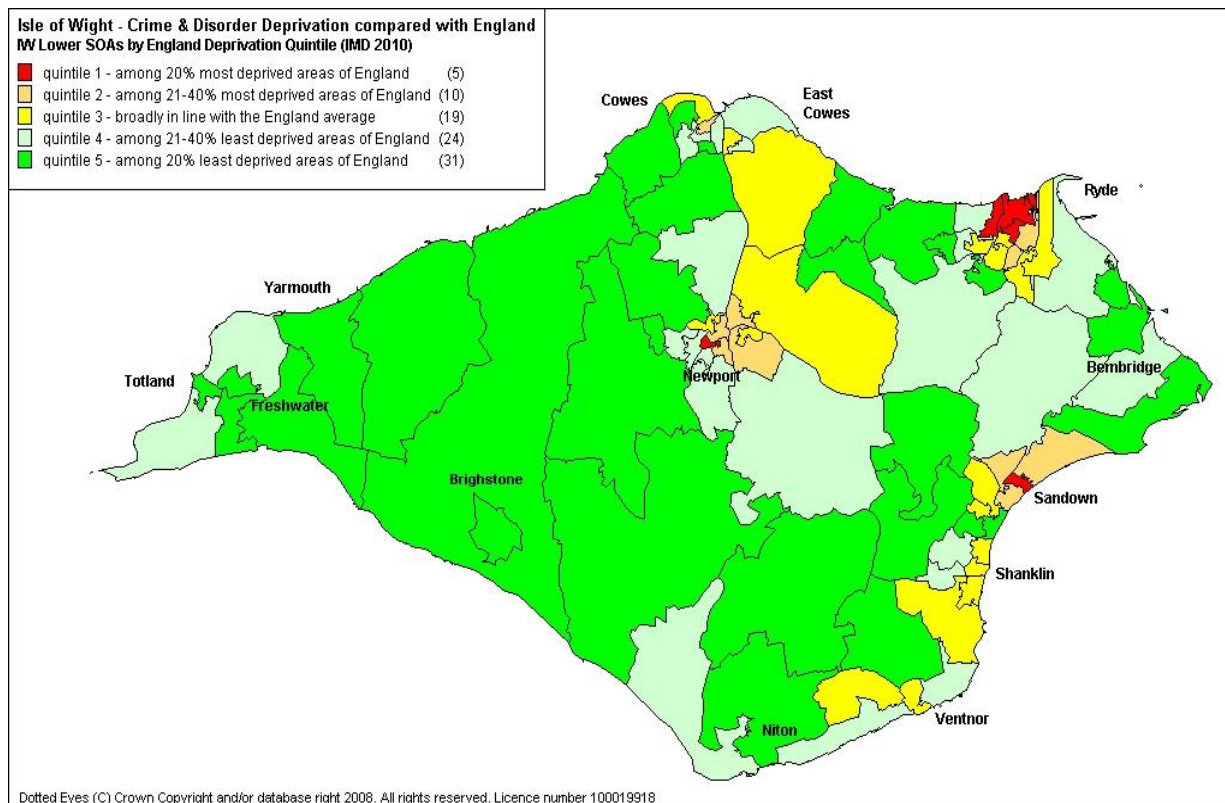 Isle of Wight - Crime & Disorder Deprivation compared with England
IW Lower SOAs by England Deprivation Quintile (IMD 2010)
quintile 1 - among 20% most deprived areas of England (5)
quintile 2 - among 21-40% most deprived areas of England (10)
quintile 3 - broadly in line with the England average (19)
quintile 4 - among 21-40% least deprived areas of England (24)
quintile 5 - among 20% least deprived areas of England (31)
Cowes
East
Cowes
Ryde
Yarmouth
Totland
Freshwater
Newport
Bembridge
Brighstone
Sandown
Shanklin
Ventnor
Niton
Dotted Eyes (C) Crown Copyright and/or database right 2008. All rights reserved. Licence number 100019918